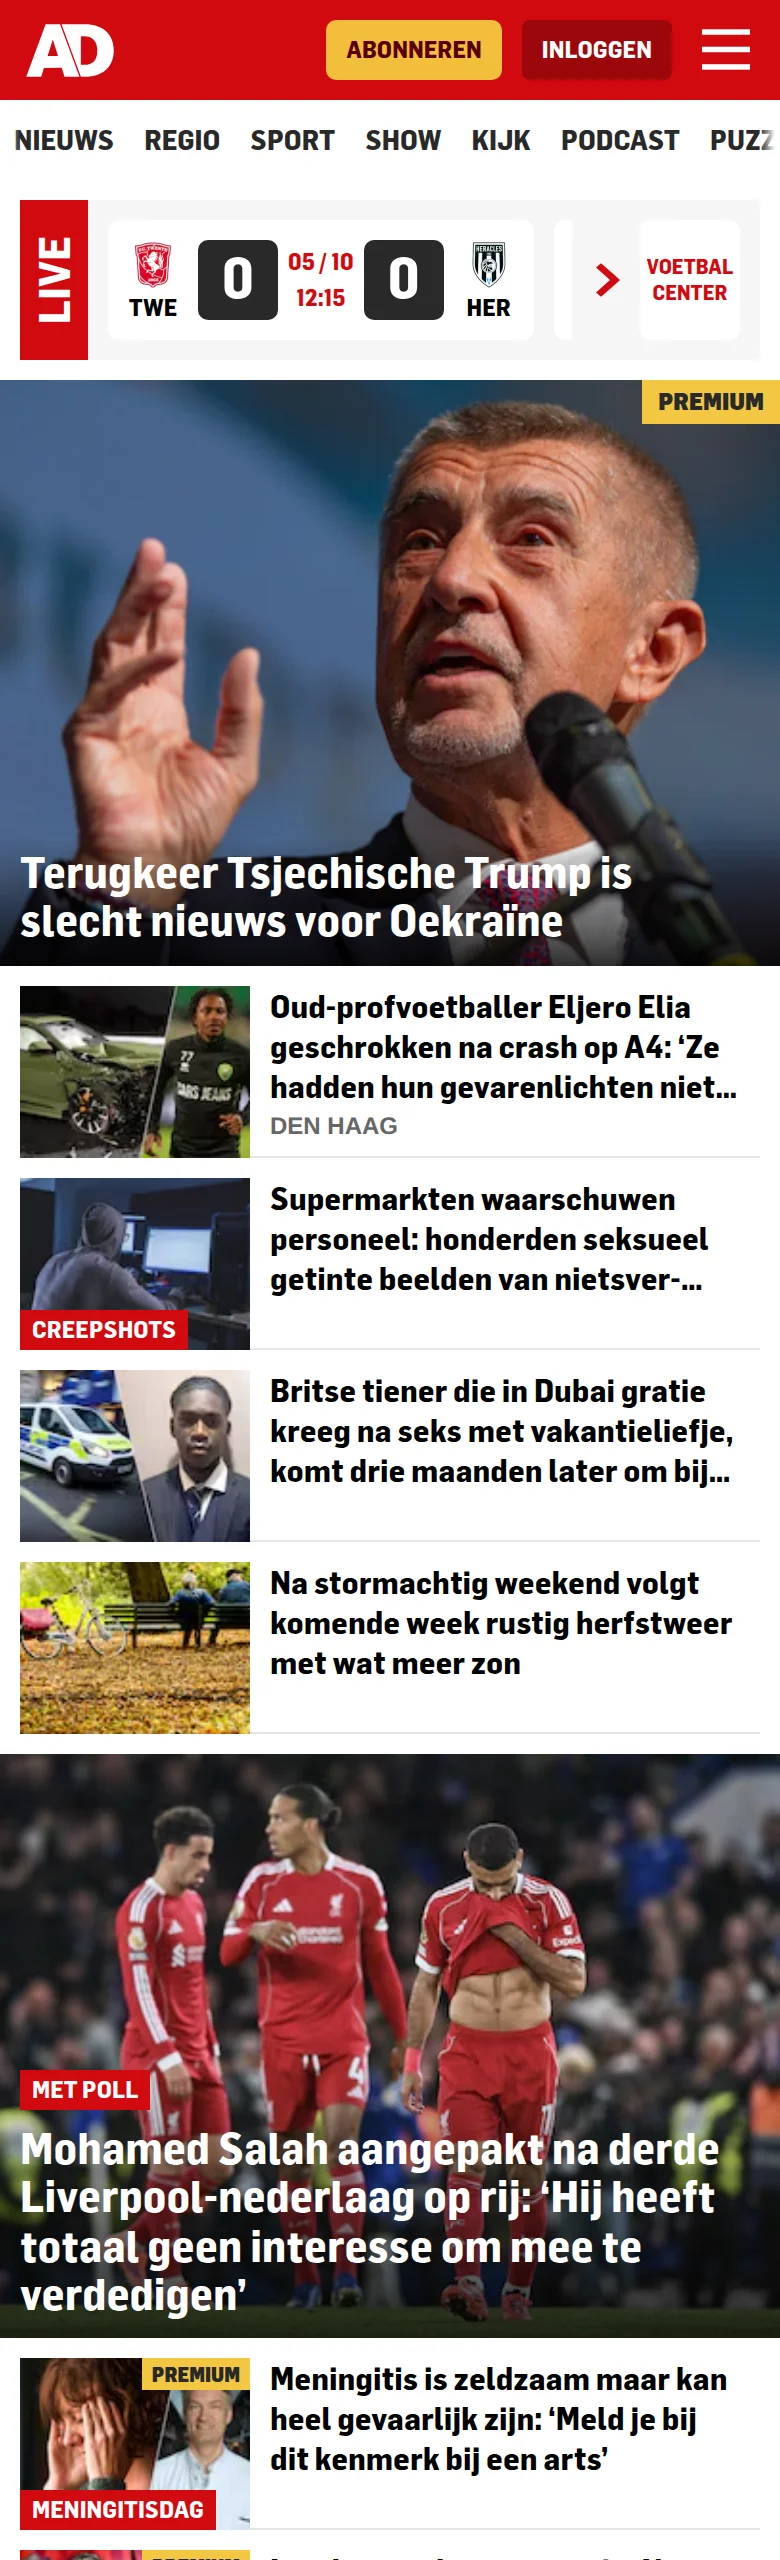 AD
ABONNEREN
INLOGGEN
NIEUWS REGIO SPORT SHOW KIJK PODCAST PUZZ
LIVE
TWE
0
05 / 10
12:15
0
HERACLES
HER
VOETBAL
CENTER
PREMIUM
Terugkeer Tsjechische Trump is
slecht nieuws voor Oekraïne
77
PARS JEANS
Oud-profvoetballer Eljero Elia
geschrokken na crash op A4: ‘Ze
hadden hun gevarenlichten niet...
DEN HAAG
CREEPSHOTS
Supermarkten waarschuwen
personeel: honderden seksueel
getinte beelden van nietsver-...
Britse tiener die in Dubai gratie
kreeg na seks met vakantieliefje,
komt drie maanden later om bij...
Na stormachtig weekend volgt
komende week rustig herfstweer
met wat meer zon
MET POLL
Mohamed Salah aangepakt na derde
Liverpool-nederlaag op rij: ‘Hij heeft
totaal geen interesse om mee te
verdedigen’
PREMIUM
MENINGITISDAG
Meningitis is zeldzaam maar kan
heel gevaarlijk zijn: ‘Meld je bij
dit kenmerk bij een arts’